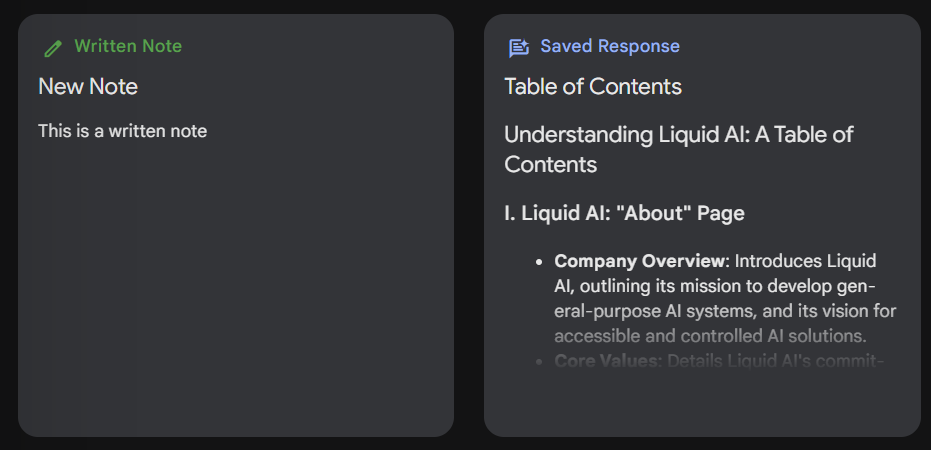 Written Note
New Note
This is a written note
Saved Response
Table of Contents
Understanding Liquid AI: A Table of
Contents
I. Liquid AI: "About" Page
• Company Overview: Introduces Liquid
AI, outlining its mission to develop gen-
eral-purpose AI systems, and its vision for
accessible and controlled AI solutions.
• Core Values: Details Liquid AI's commit-